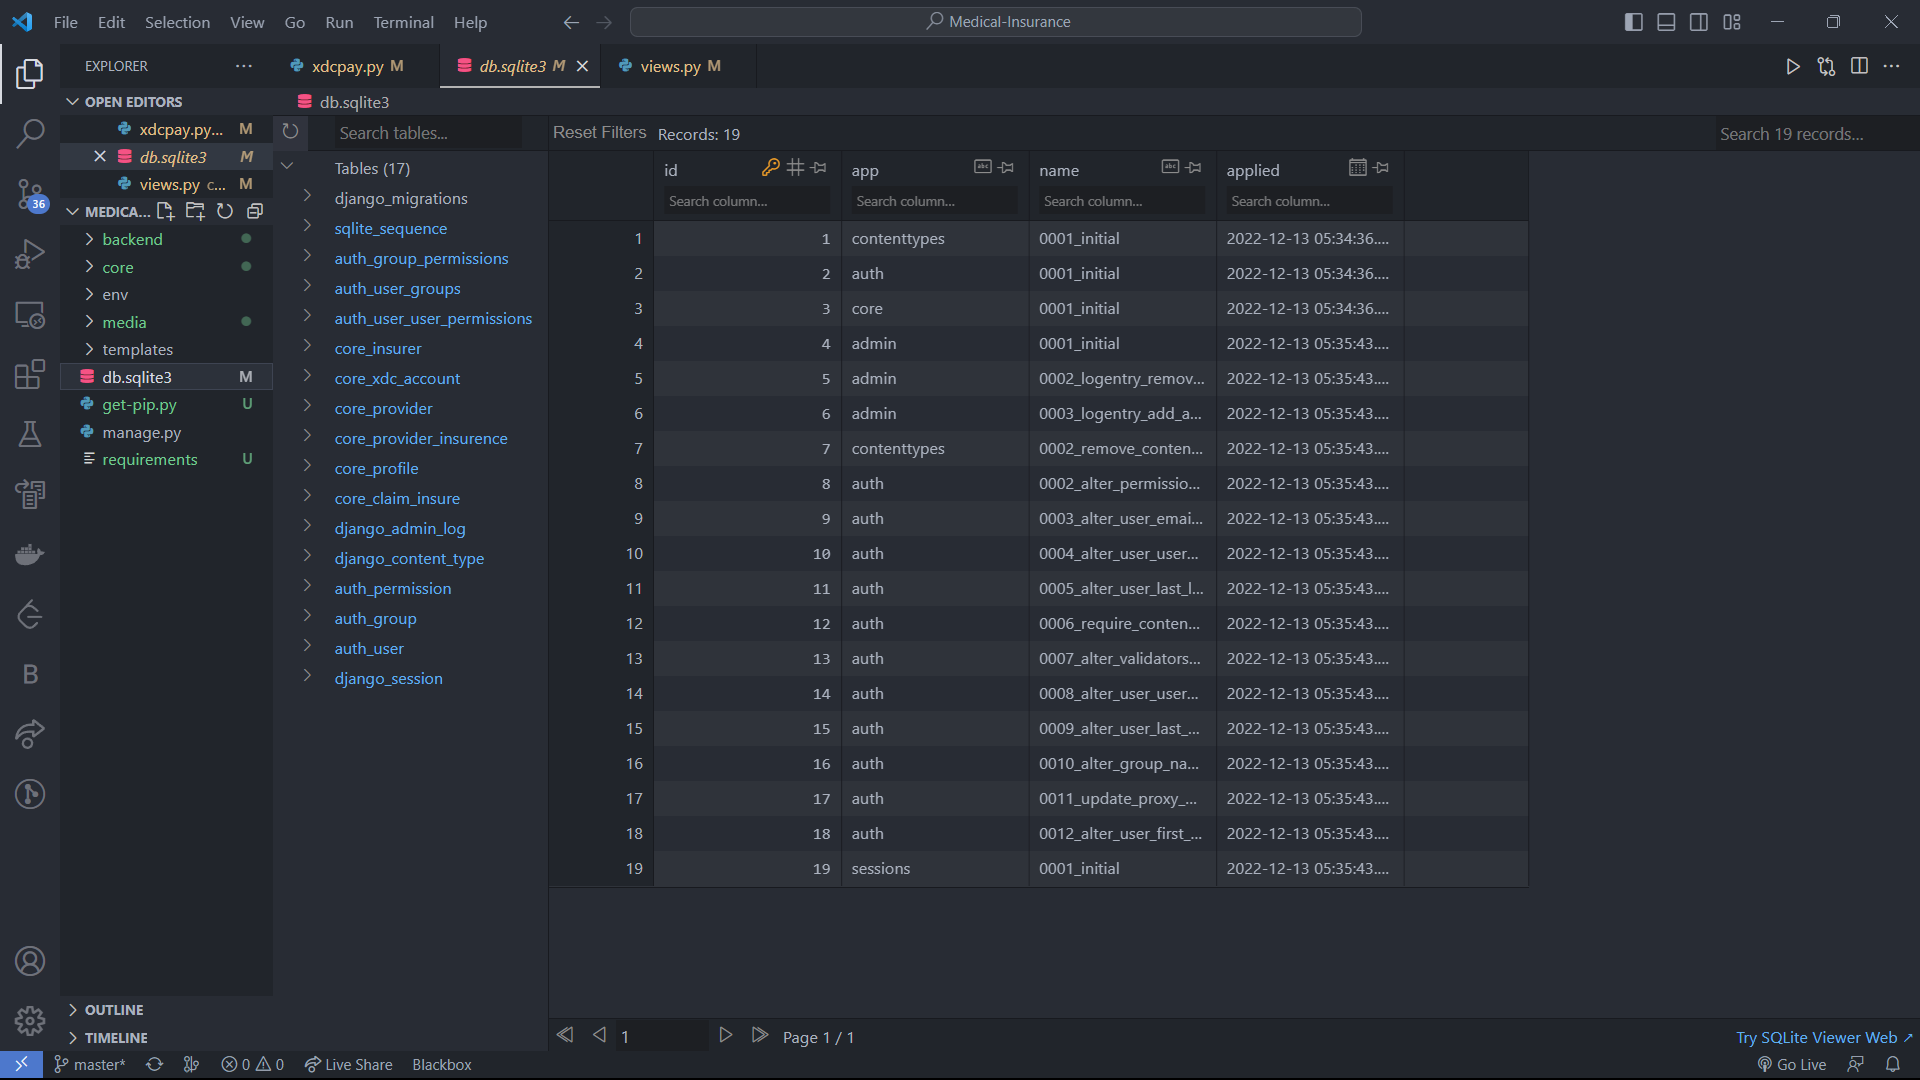 File Edit Selection View Go Run Terminal Help
Medical-Insurance
EXPLORER ...
xdcpay.py M
db.sqlite3 M
views.py M
OPEN EDITORS
xdcpay.py... M
db.sqlite3 M
views.py c... M
36
MEDICA...
backend
core
env
media
templates
db.sqlite3 M
get-pip.py U
manage.py
requirements U
OUTLINE
TIMELINE
db.sqlite3
Search tables...
Tables (17)
django_migrations
sqlite_sequence
auth_group_permissions
auth_user_groups
auth_user_user_permissions
core_insurer
core_xdc_account
core_provider
core_provider_insurence
core_profile
core_claim_insure
django_admin_log
django_content_type
auth_permission
auth_group
auth_user
django_session
Reset Filters Records: 19
Search 19 records...
id app name applied
Search column... Search column... Search column... Search column...
1 1 contenttypes 0001_initial 2022-12-13 05:34:36....
2 2 auth 0001_initial 2022-12-13 05:34:36....
3 3 core 0001_initial 2022-12-13 05:34:36....
4 4 admin 0001_initial 2022-12-13 05:35:43....
5 5 admin 0002_logentry_remov... 2022-12-13 05:35:43....
6 6 admin 0003_logentry_add_a... 2022-12-13 05:35:43....
7 7 contenttypes 0002_remove_conten... 2022-12-13 05:35:43....
8 8 auth 0002_alter_permissio... 2022-12-13 05:35:43....
9 9 auth 0003_alter_user_emai... 2022-12-13 05:35:43....
10 10 auth 0004_alter_user_user... 2022-12-13 05:35:43....
11 11 auth 0005_alter_user_last_l... 2022-12-13 05:35:43....
12 12 auth 0006_require_conten... 2022-12-13 05:35:43....
13 13 auth 0007_alter_validators... 2022-12-13 05:35:43....
14 14 auth 0008_alter_user_user... 2022-12-13 05:35:43....
15 15 auth 0009_alter_user_last_... 2022-12-13 05:35:43....
16 16 auth 0010_alter_group_na... 2022-12-13 05:35:43....
17 17 auth 0011_update_proxy_... 2022-12-13 05:35:43....
18 18 auth 0012_alter_user_first_... 2022-12-13 05:35:43....
19 19 sessions 0001_initial 2022-12-13 05:35:43....
1 Page 1 / 1
Try SQLite Viewer Web ↗
master* 0 0 Live Share Blackbox
Go Live